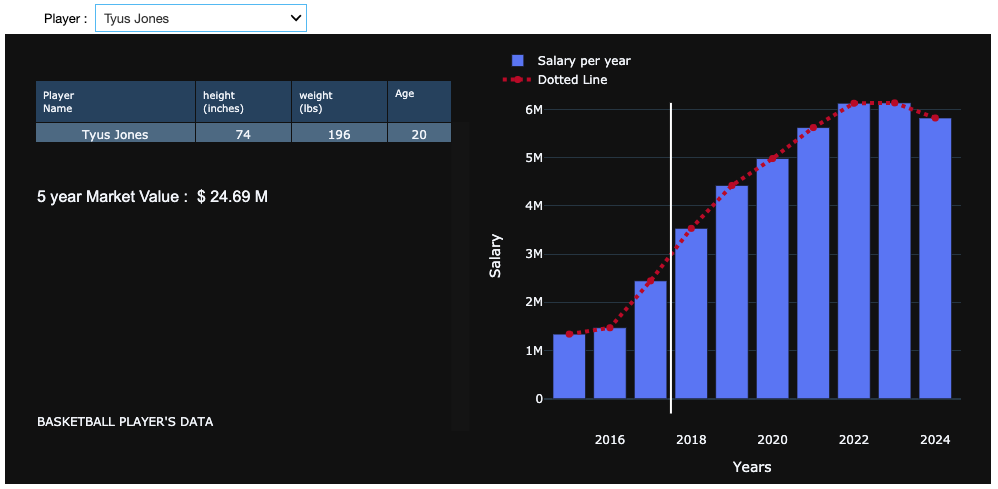 Player : Tyus Jones
Player Name height (inches) weight (lbs) Age
Tyus Jones 74 196 20
5 year Market Value : $ 24.69 M
BASKETBALL PLAYER'S DATA
Salary per year
Dotted Line
6M
5M
4M
3M
2M
1M
0
Salary
2016 2018 2020 2022 2024
Years